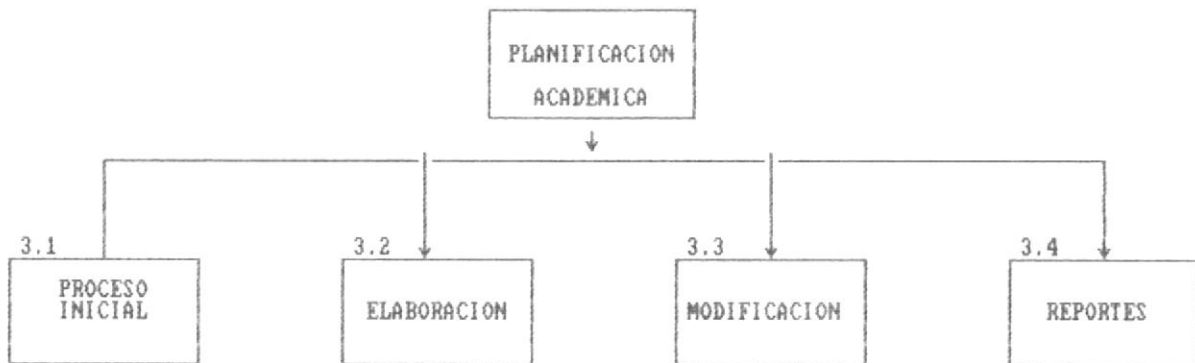 PLANIFICACION
ACADEMICA
3.1
3.2
3.3
3.4
PROCESO
INICIAL
ELABORACION
MODIFICACION
REPORTES